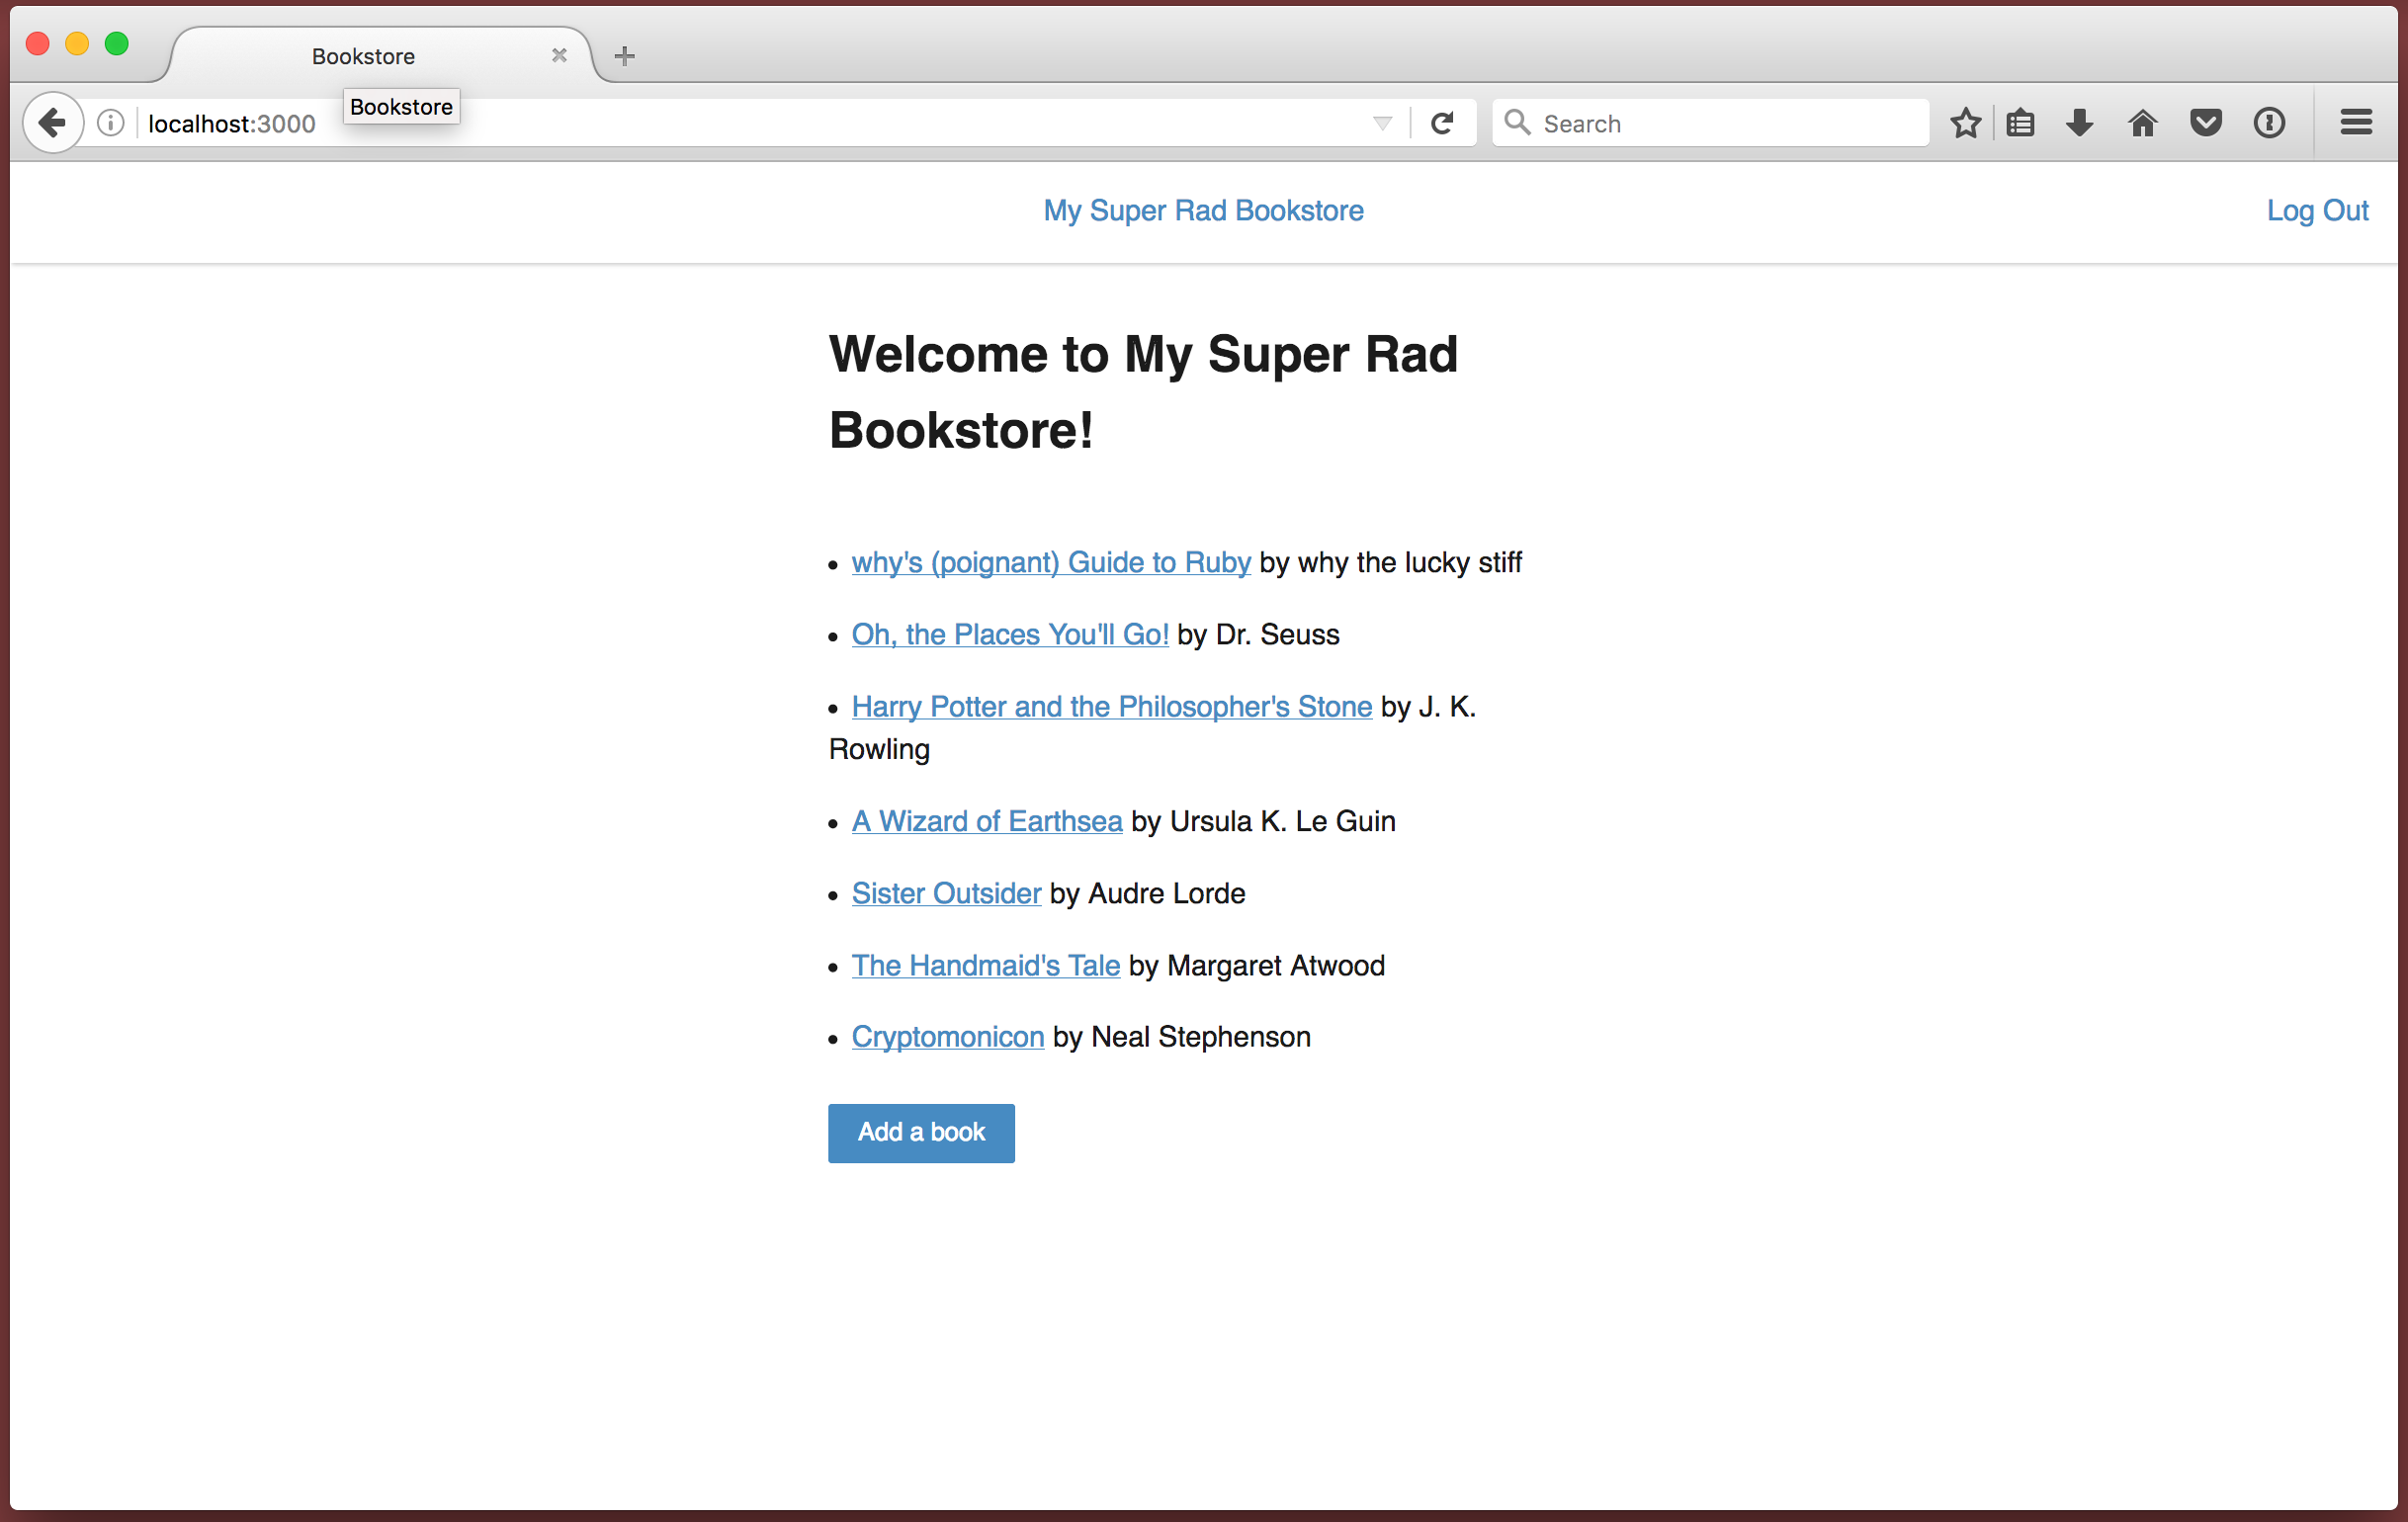 Bookstore
Bookstore
localhost:3000
Search
My Super Rad Bookstore
Log Out
Welcome to My Super Rad
Bookstore!
• why's (poignant) Guide to Ruby by why the lucky stiff
• Oh, the Places You'll Go! by Dr. Seuss
• Harry Potter and the Philosopher's Stone by J. K.
Rowling
• A Wizard of Earthsea by Ursula K. Le Guin
• Sister Outsider by Audre Lorde
• The Handmaid's Tale by Margaret Atwood
• Cryptomonicon by Neal Stephenson
Add a book